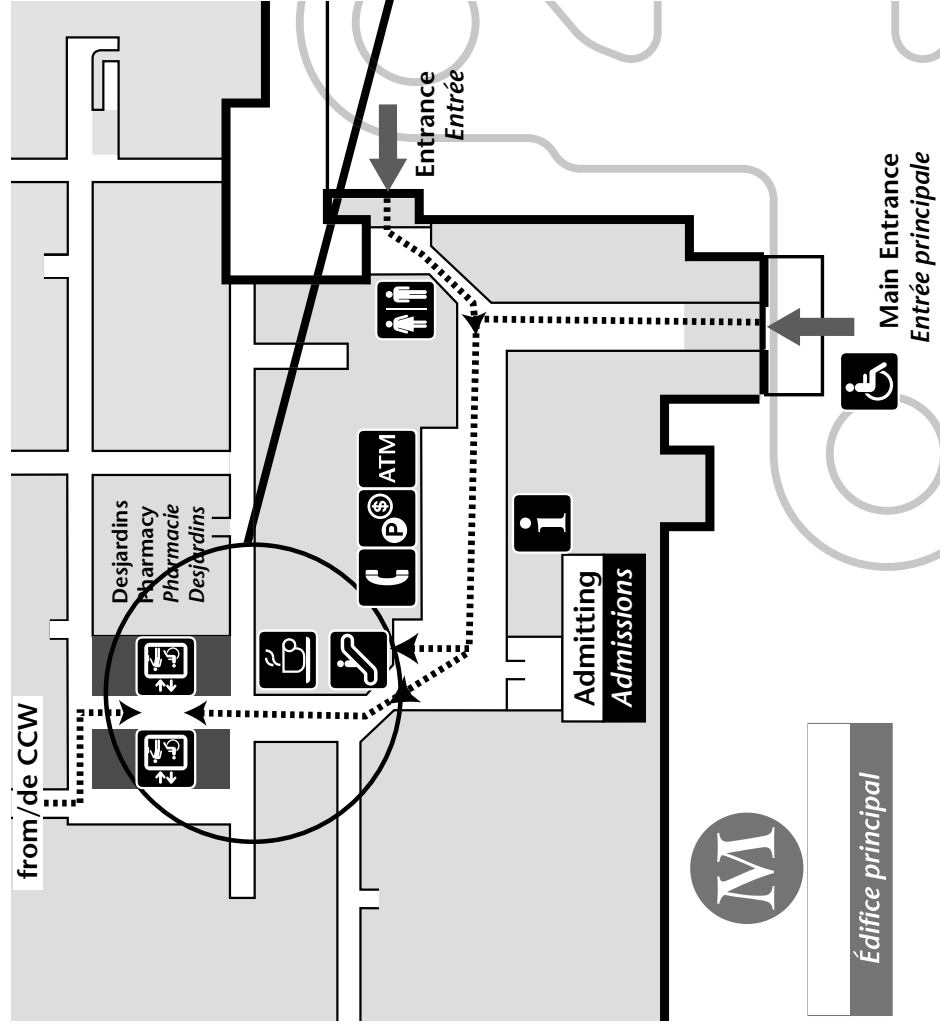 from/de CCW
Desjardins
Pharmacy
Pharmacie
Desjardins
Entrance
Entrée
ATM
P $
i
Admitting
Admissions
Main Entrance
Entrée principale
M
Édifice principal